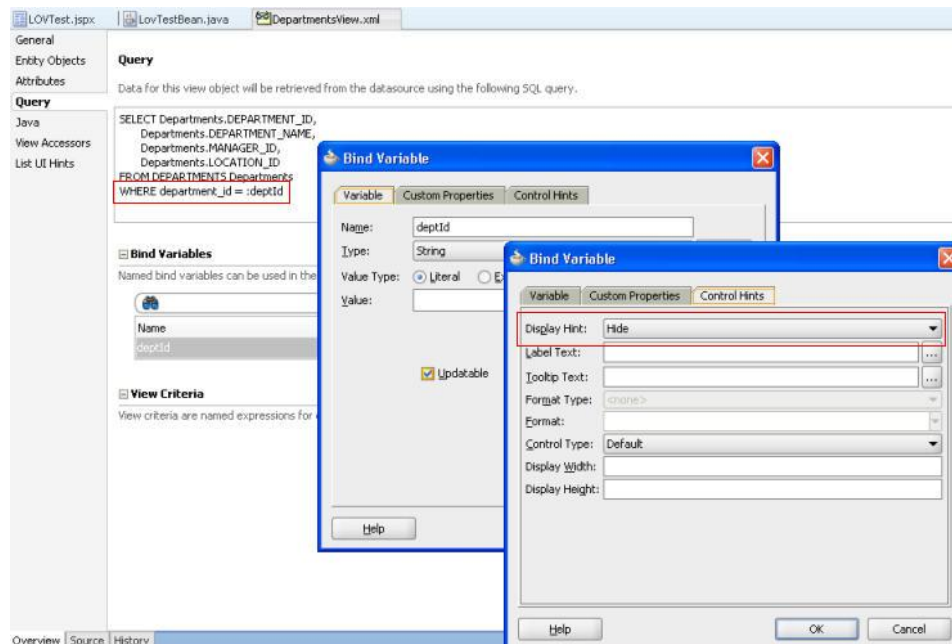 LOVTest.jspx LovTestBean.java DepartmentsView.xml
General
Entity Objects
Attributes
Query
Java
View Accessors
List UI Hints
Query
Data for this view object will be retrieved from the datasource using the following SQL query.
SELECT Departments.DEPARTMENT_ID,
Departments.DEPARTMENT_NAME,
Departments.MANAGER_ID,
Departments.LOCATION_ID
FROM DEPARTMENTS Departments
WHERE department_id = :deptId
Bind Variables
Named bind variables can be used in the
Name
deptId
View Criteria
View criteria are named expressions for
Bind Variable
Variable Custom Properties Control Hints
Name: deptId
Type: String
Value Type: Literal
Value:
Updatable
Help
Bind Variable
Variable Custom Properties Control Hints
Display Hint: Hide
Label Text: ...
Tooltip Text: ...
Format Type: <none>
Format:
Control Type: Default
Display Width:
Display Height:
Help OK Cancel
Overview Source History